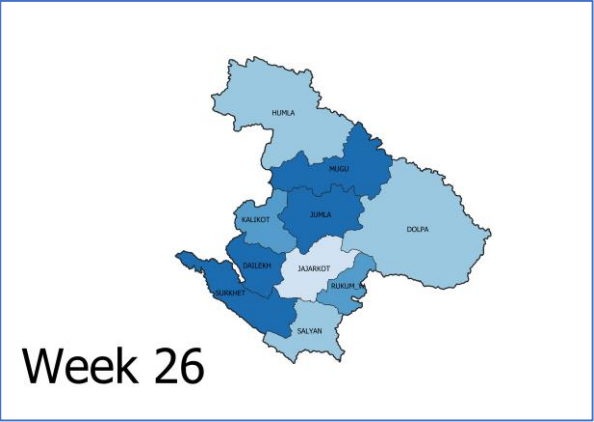 HUMLA
MUGU
JUMLA
KALIKOT
DOLPA
DAILEKH
JAJARKOT
RUKUM_W
SURKHET
SALYAN
Week 26